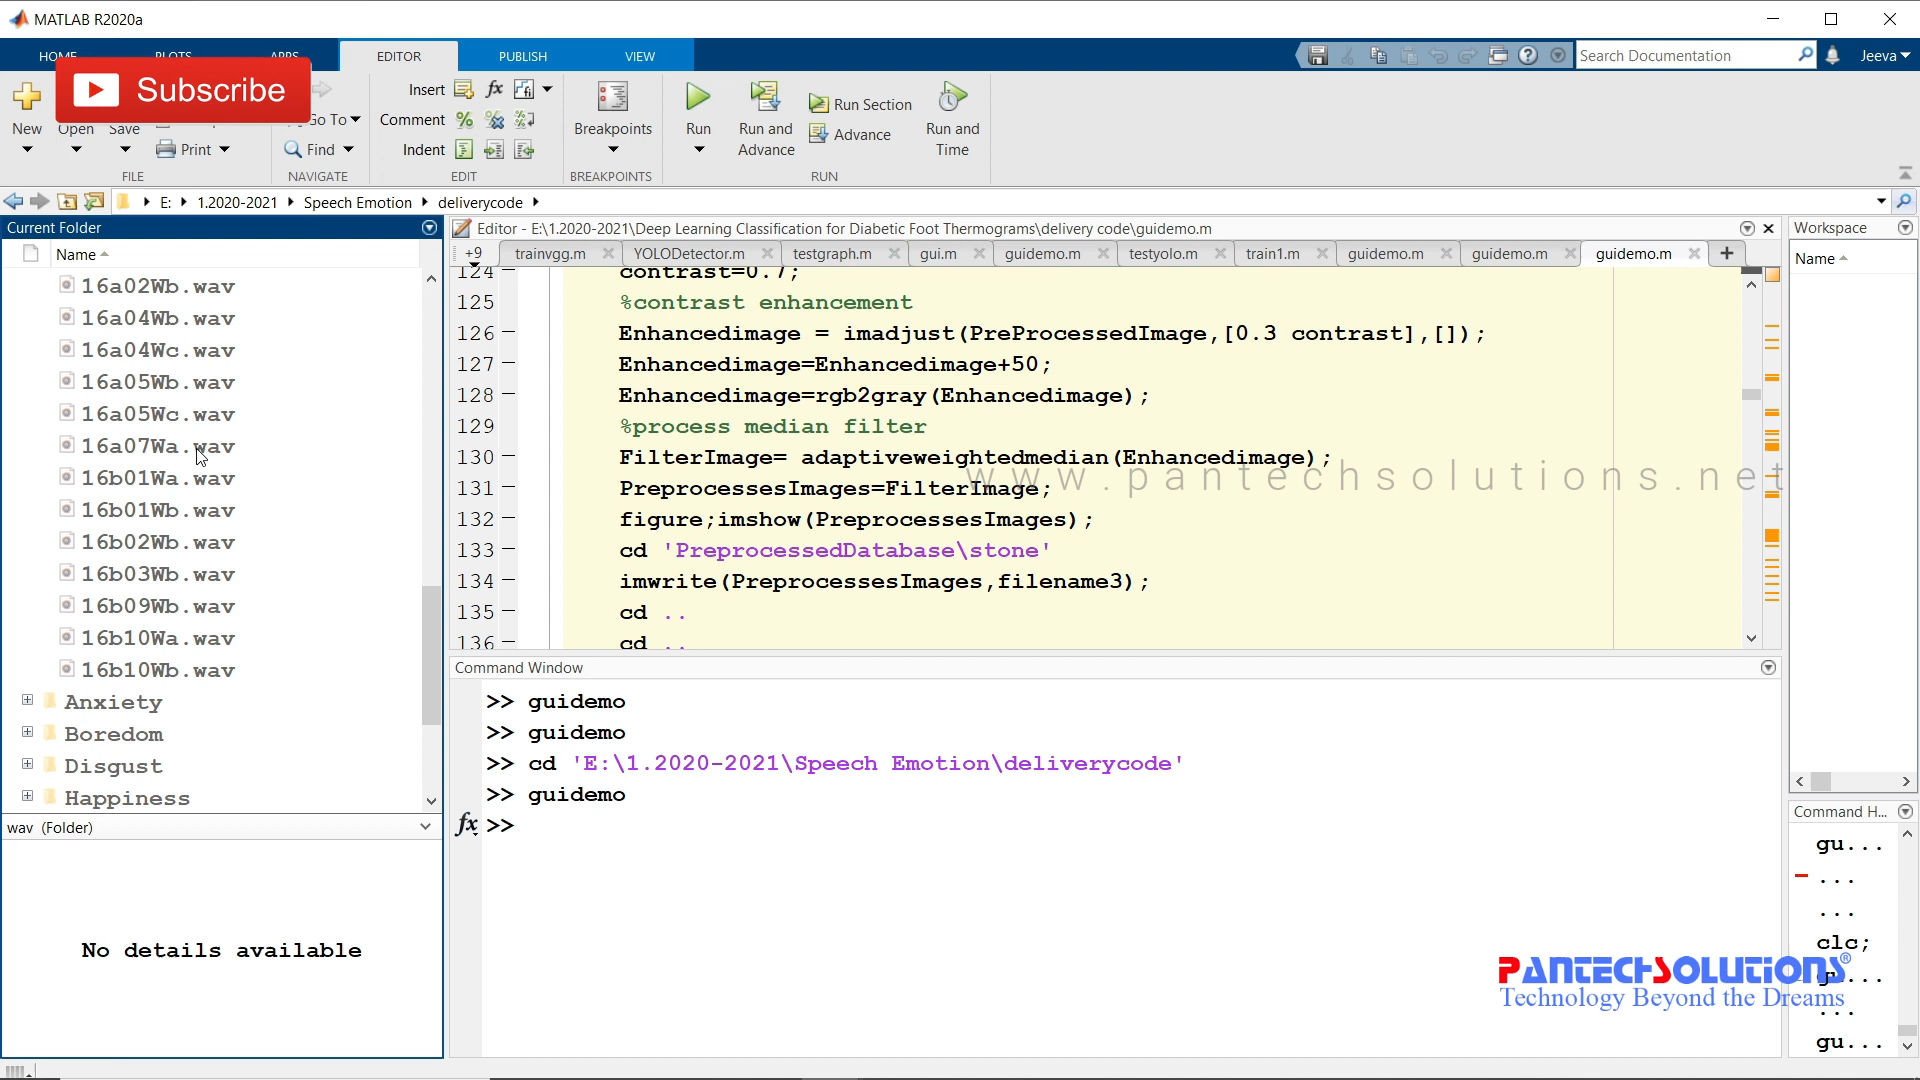 MATLAB R2020a
HOME PLOTS APPS EDITOR PUBLISH VIEW
Search Documentation
Jeeva
Subscribe
New
Open
Save
Print
FILE
Go To
Find
NAVIGATE
Insert
fx
Comment
Indent
EDIT
Breakpoints
BREAKPOINTS
Run
Run and Advance
Run Section
Advance
Run and Time
RUN
E: 1.2020-2021 Speech Emotion deliverycode
Current Folder
Name
16a02Wb.wav
16a04Wb.wav
16a04Wc.wav
16a05Wb.wav
16a05Wc.wav
16a07Wa.wav
16b01Wa.wav
16b01Wb.wav
16b02Wb.wav
16b03Wb.wav
16b09Wb.wav
16b10Wa.wav
16b10Wb.wav
Anxiety
Boredom
Disgust
Happiness
wav (Folder)
No details available
Editor - E:\1.2020-2021\Deep Learning Classification for Diabetic Foot Thermograms\delivery code\guidemo.m
+9 trainvgg.m YOLODetector.m testgraph.m gui.m guidemo.m testyolo.m train1.m guidemo.m guidemo.m guidemo.m
124 contrast=0.7;
125 %contrast enhancement
126 Enhancedimage = imadjust(PreProcessedImage,[0.3 contrast],[]);
127 Enhancedimage=Enhancedimage+50;
128 Enhancedimage=rgb2gray(Enhancedimage);
129 %process median filter
130 FilterImage= adaptiveweightedmedian(Enhancedimage);
131 PreprocessesImages=FilterImage;
132 figure;imshow(PreprocessesImages);
133 cd 'PreprocessedDatabase\stone'
134 imwrite(PreprocessesImages,filename3);
135 cd ..
136 cd ..
www.pantechsolutions.net
Command Window
>> guidemo
>> guidemo
>> cd 'E:\1.2020-2021\Speech Emotion\deliverycode'
>> guidemo
fx >>
Workspace
Name
Command H...
gu...
...
...
clc;
gu...
...
gu...
PANTECHSOLUTIONS®
Technology Beyond the Dreams